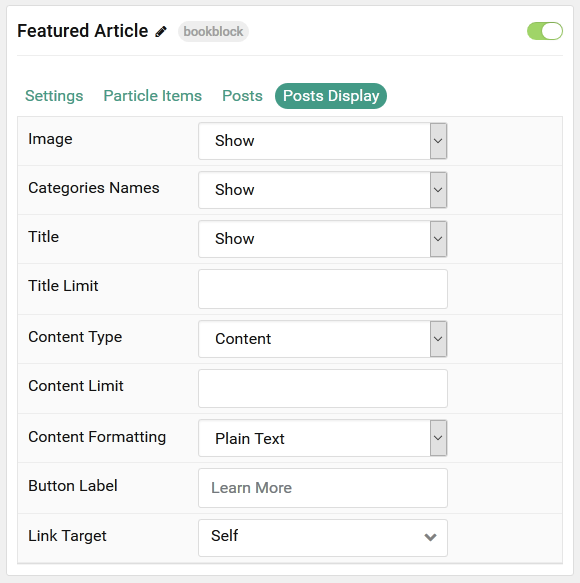 Featured Article bookblock
Settings Particle Items Posts Posts Display
Image Show
Categories Names Show
Title Show
Title Limit
Content Type Content
Content Limit
Content Formatting Plain Text
Button Label Learn More
Link Target Self